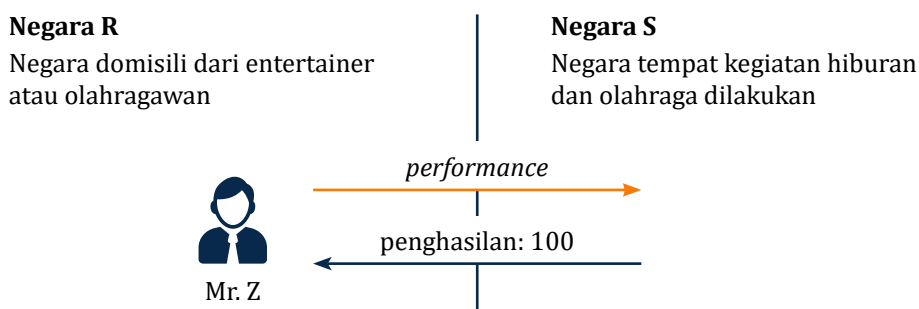 Negara R
Negara domisili dari entertainer
atau olahragawan
Negara S
Negara tempat kegiatan hiburan
dan olahraga dilakukan
performance
penghasilan: 100
Mr. Z